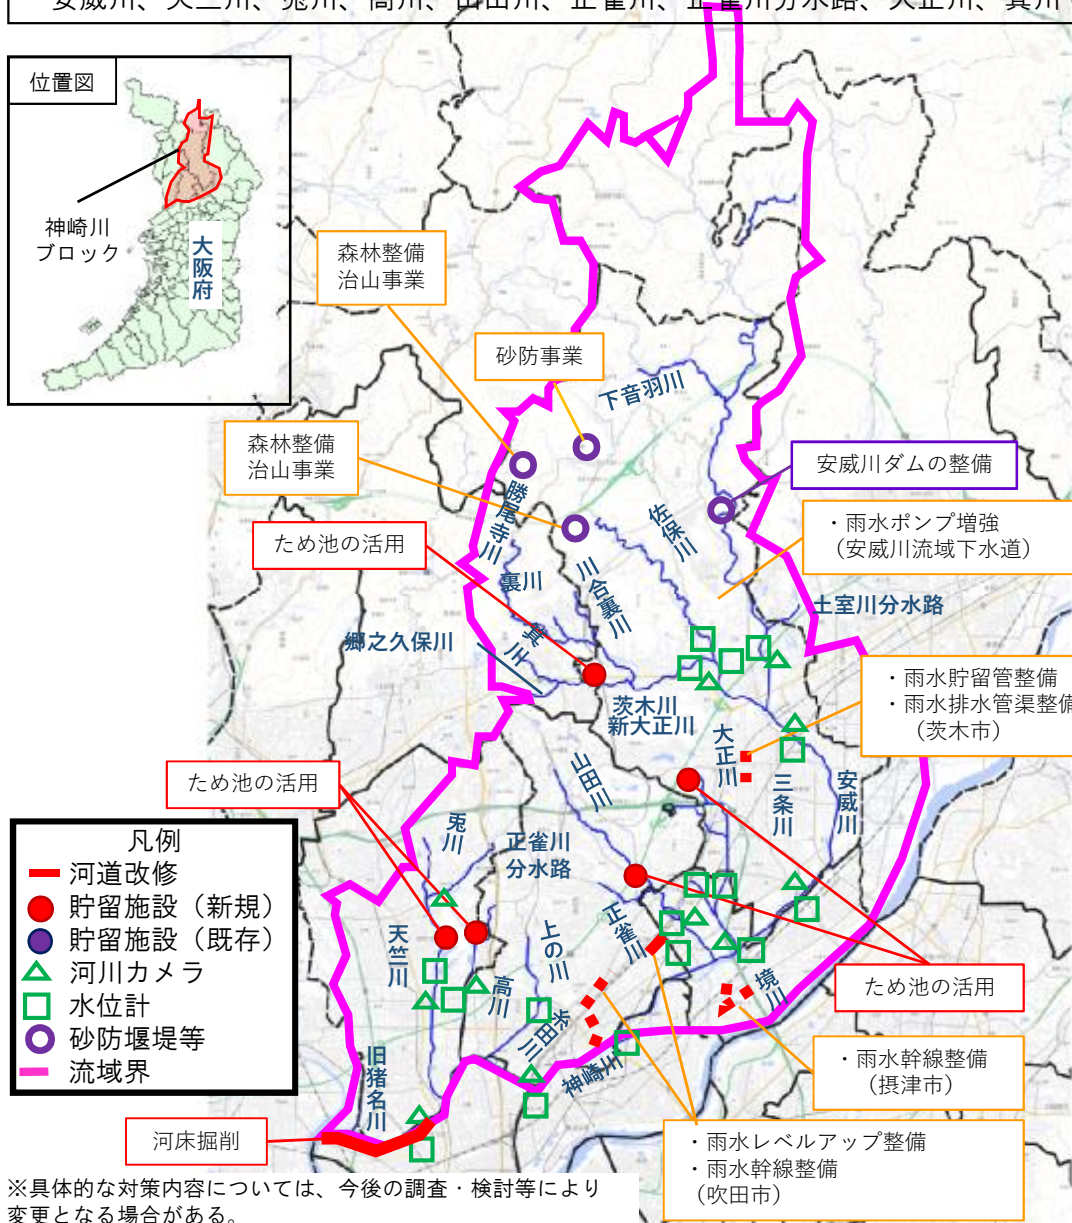 安威川、大正川、兎川、高川、山田川、正雀川、正雀川分水路、大正川、箕川
位置図
神崎川
ブロック
大阪府
森林整備
治山事業
砂防事業
下音羽川
森林整備
治山事業
安威川ダムの整備
勝尾寺川
佐保川
・雨水ポンプ増強
（安威川流域下水道）
ため池の活用
裏川
川合裏川
土室川分水路
郷之久保川
箕川
・雨水貯留管整備
・雨水排水管渠整備
（茨木市）
茨木川
新大正川
大正川
山田川
三条川
安威川
ため池の活用
兎川
正雀川
分水路
凡例
河道改修
貯留施設（新規）
貯留施設（既存）
河川カメラ
水位計
砂防堰堤等
流域界
天竺川
上の川
正雀川
高川
境川
ため池の活用
三田歩
神崎川
旧猪名川
・雨水幹線整備
（摂津市）
河床掘削
・雨水レベルアップ整備
・雨水幹線整備
（吹田市）
※具体的な対策内容については、今後の調査・検討等により
変更となる場合がある。